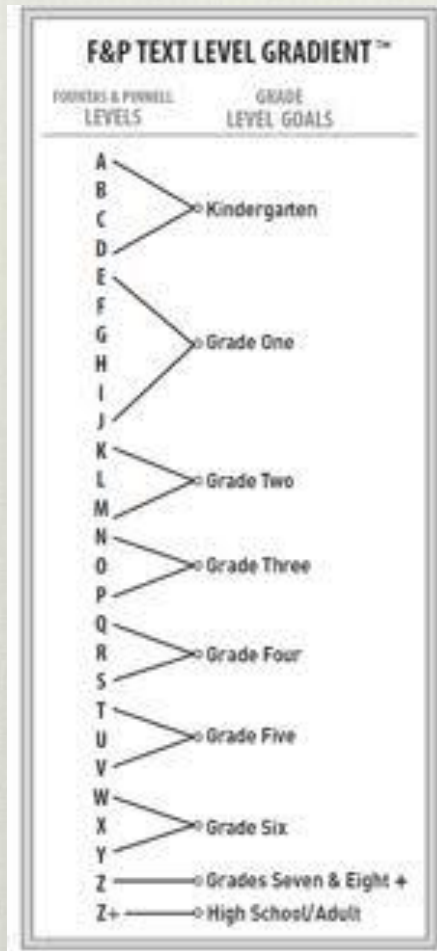 F&P TEXT LEVEL GRADIENT™
FOUNTAS & PINNELL LEVELS
GRADE LEVEL GOALS
A
B
C
D
Kindergarten
E
F
G
H
I
J
Grade One
K
L
M
Grade Two
N
O
P
Grade Three
Q
R
S
Grade Four
T
U
V
Grade Five
W
X
Y
Grade Six
Z Grades Seven & Eight +
Z+ High School/Adult